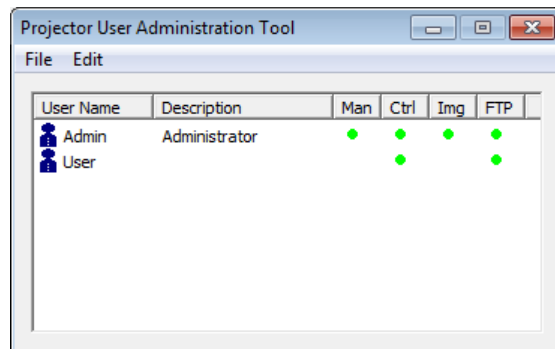 Projector User Administration Tool
File Edit
User Name Description Man Ctrl Img FTP
Admin Administrator
User